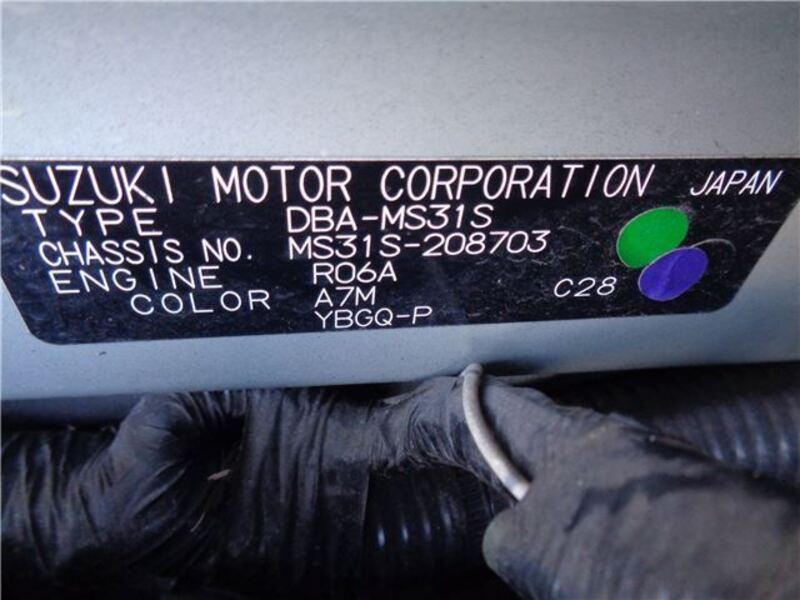 SUZUKI MOTOR CORPORATION JAPAN
TYPE DBA-MS31S
CHASSIS NO. MS31S-208703
ENGINE R06A
COLOR A7M C28
YBGQ-P